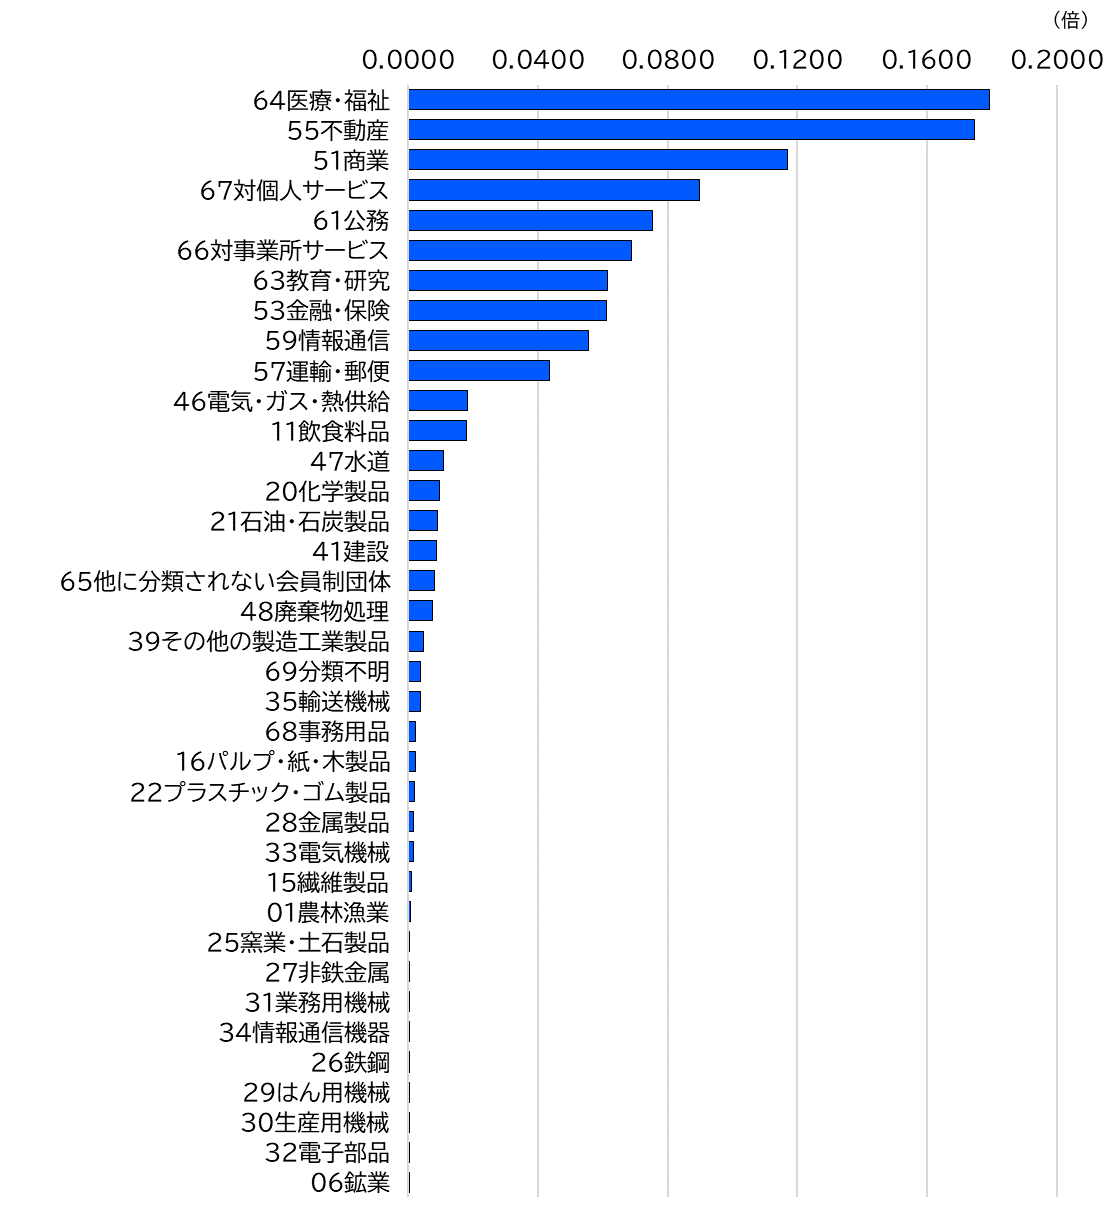 （倍）
0.0000 0.0400 0.0800 0.1200 0.1600 0.2000
64医療・福祉
55不動産
51商業
67対個人サービス
61公務
66対事業所サービス
63教育・研究
53金融・保険
59情報通信
57運輸・郵便
46電気・ガス・熱供給
11飲食料品
47水道
20化学製品
21石油・石炭製品
41建設
65他に分類されない会員制団体
48廃棄物処理
39その他の製造工業製品
69分類不明
35輸送機械
68事務用品
16パルプ・紙・木製品
22プラスチック・ゴム製品
28金属製品
33電気機械
15繊維製品
01農林漁業
25窯業・土石製品
27非鉄金属
31業務用機械
34情報通信機器
26鉄鋼
29はん用機械
30生産用機械
32電子部品
06鉱業